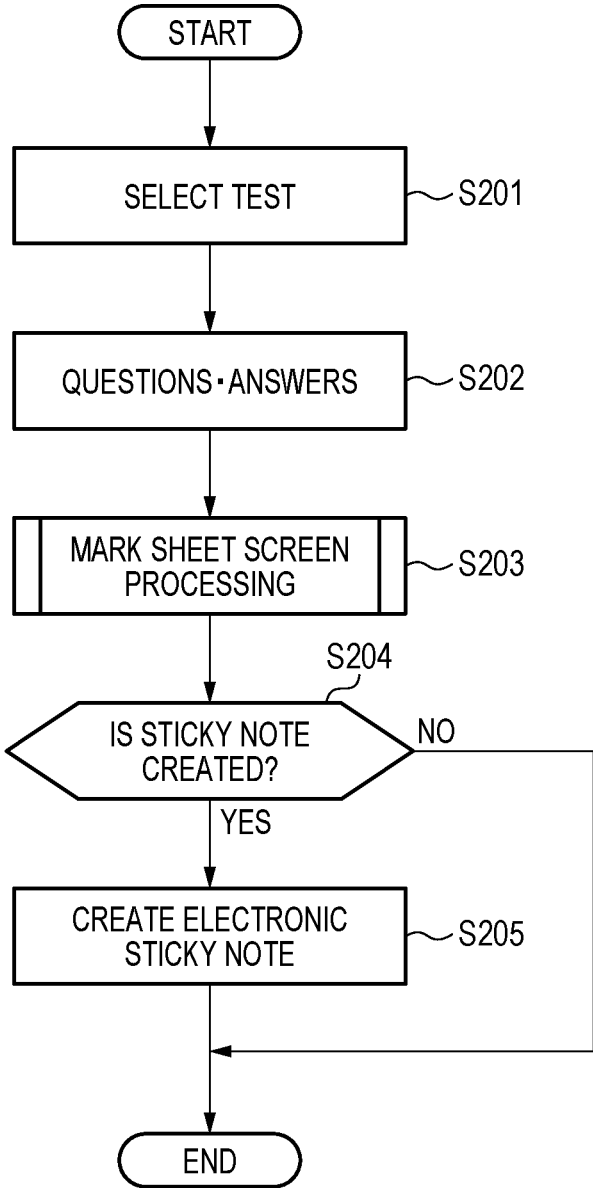 START
SELECT TEST
S201
QUESTIONS・ANSWERS
S202
MARK SHEET SCREEN
PROCESSING
S203
S204
IS STICKY NOTE
CREATED?
NO
YES
CREATE ELECTRONIC
STICKY NOTE
S205
END